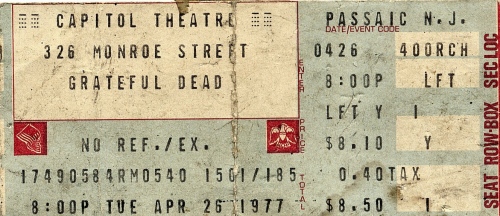 CAPITOL THEATRE
326 MONROE STREET
GRATEFUL DEAD
NO REF./EX.
17490584RM0540 1501/185
8:00PM TUE APR 26 1977
ENTER
PRICE
TOTAL
PASSAIC N.J.
DATE/EVENT CODE
0426 400RCH
8:00PM LFT
LFT Y 1
$8.10 Y
0.40TAX
$8.50 1
SEAT ROW-BOX SEC.LOC